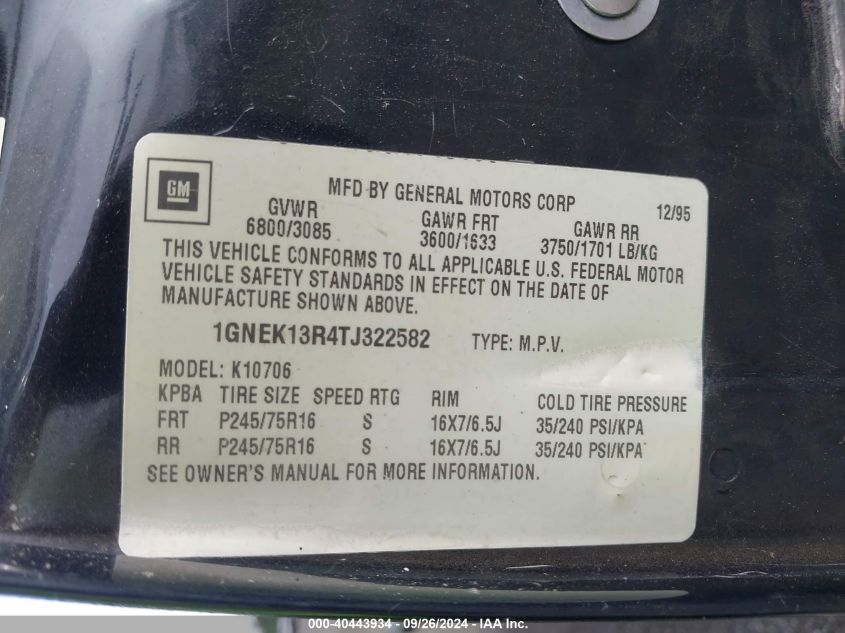 GM
MFD BY GENERAL MOTORS CORP 12/95
GVWR GAWR FRT GAWR RR
6800/3085 3600/1633 3750/1701 LB/KG
THIS VEHICLE CONFORMS TO ALL APPLICABLE U.S. FEDERAL MOTOR
VEHICLE SAFETY STANDARDS IN EFFECT ON THE DATE OF
MANUFACTURE SHOWN ABOVE.
1GNEK13R4TJ322582 TYPE: M.P.V.
MODEL: K10706
KPBA TIRE SIZE SPEED RTG RIM COLD TIRE PRESSURE
FRT P245/75R16 S 16X7/6.5J 35/240 PSI/KPA
RR P245/75R16 S 16X7/6.5J 35/240 PSI/KPA
SEE OWNER'S MANUAL FOR MORE INFORMATION.
000-40443934 - 09/26/2024 - IAA Inc.